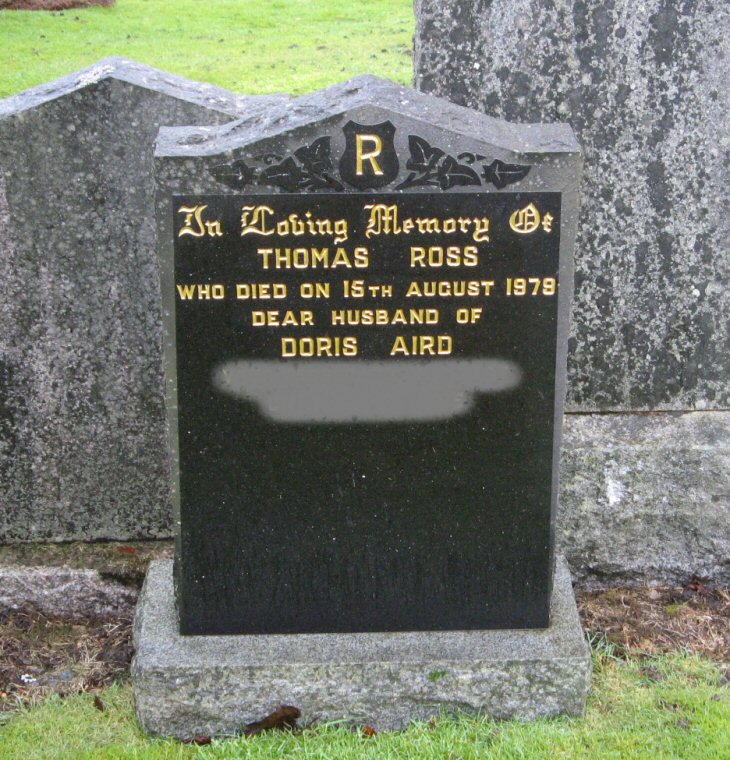 R
In Loving Memory Of
THOMAS ROSS
WHO DIED ON 15TH AUGUST 1979
DEAR HUSBAND OF
DORIS AIRD